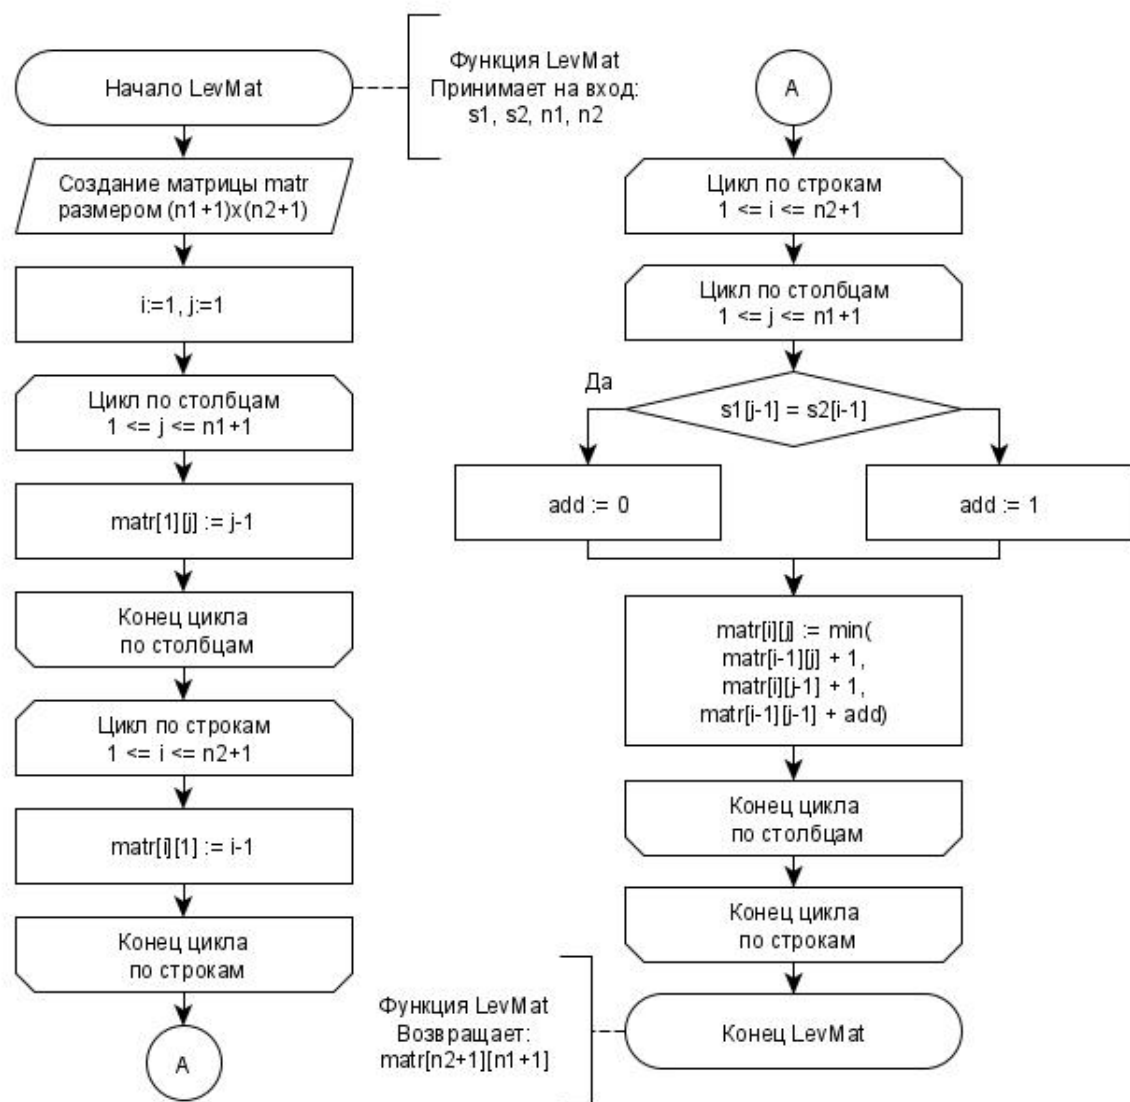 Начало LevMat
Функция LevMat
Принимает на вход:
s1, s2, n1, n2
Создание матрицы matr
размером (n1+1)x(n2+1)
i:=1, j:=1
Цикл по столбцам
1 <= j <= n1+1
matr[1][j] := j-1
Конец цикла
по столбцам
Цикл по строкам
1 <= i <= n2+1
matr[i][1] := i-1
Конец цикла
по строкам
A
A
Цикл по строкам
1 <= i <= n2+1
Цикл по столбцам
1 <= j <= n1+1
Да
s1[j-1] = s2[i-1]
add := 0
add := 1
matr[i][j] := min(
matr[i-1][j] + 1,
matr[i][j-1] + 1,
matr[i-1][j-1] + add)
Конец цикла
по столбцам
Конец цикла
по строкам
Функция LevMat
Возвращает:
matr[n2+1][n1+1]
Конец LevMat